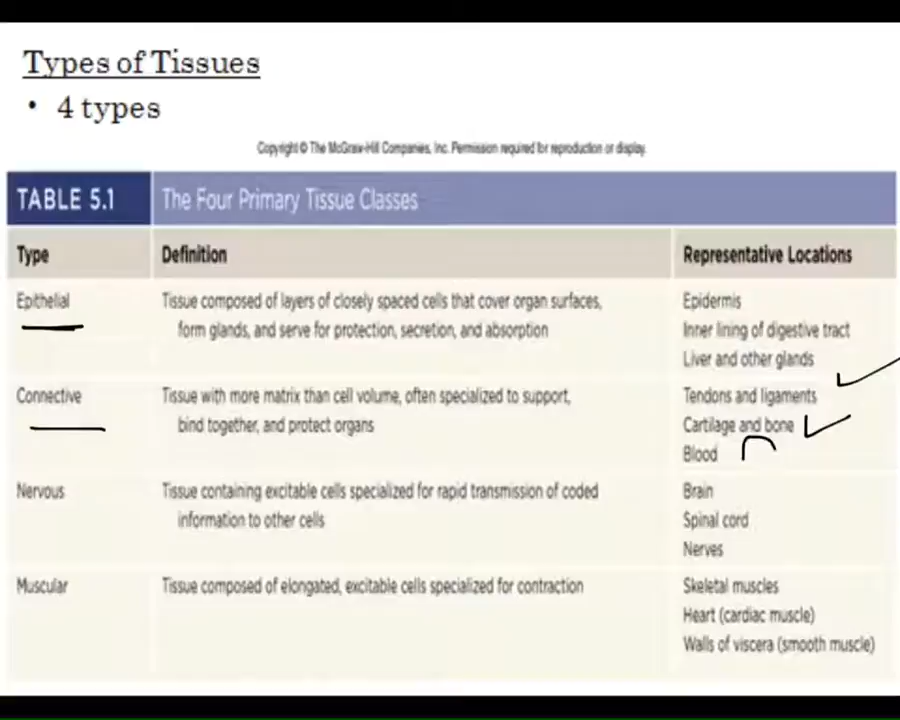 Types of Tissues
• 4 types
Copyright © The McGraw-Hill Companies, Inc. Permission required for reproduction or display.
TABLE 5.1 The Four Primary Tissue Classes
Type Definition Representative Locations
Epithelial Tissue composed of layers of closely spaced cells that cover organ surfaces, Epidermis
form glands, and serve for protection, secretion, and absorption Inner lining of digestive tract
Liver and other glands
Connective Tissue with more matrix than cell volume, often specialized to support, Tendons and ligaments
bind together, and protect organs Cartilage and bone
Blood
Nervous Tissue containing excitable cells specialized for rapid transmission of coded Brain
information to other cells Spinal cord
Nerves
Muscular Tissue composed of elongated, excitable cells specialized for contraction Skeletal muscles
Heart (cardiac muscle)
Walls of viscera (smooth muscle)